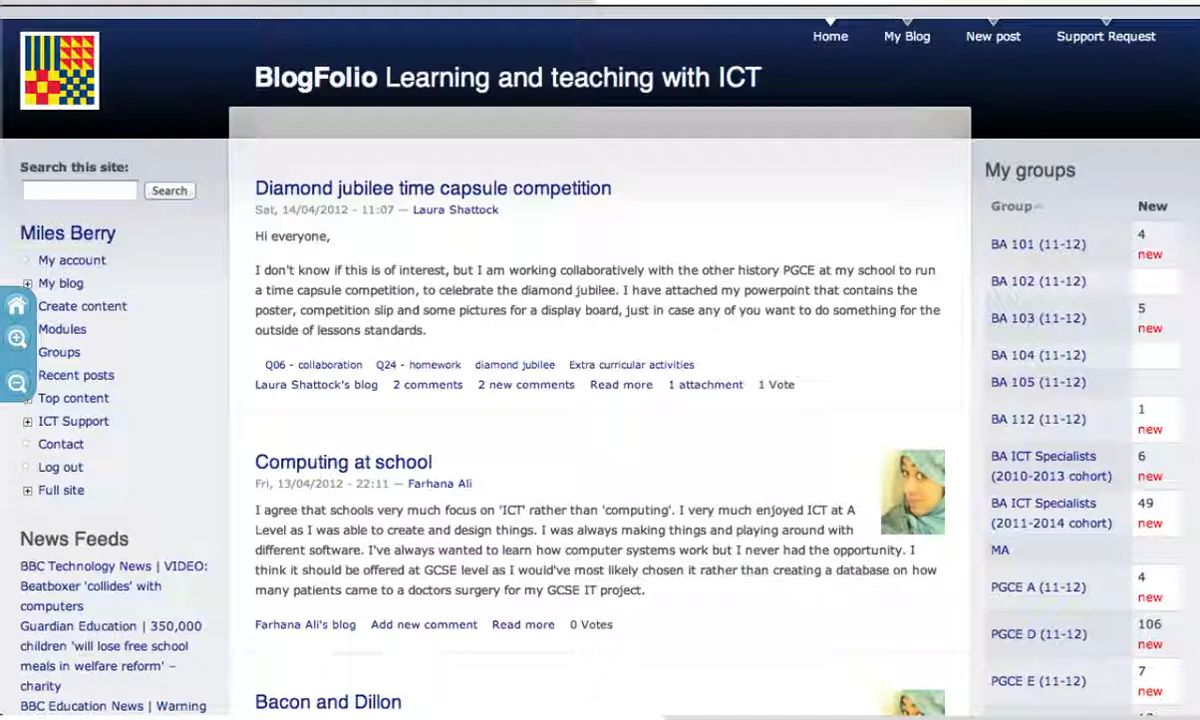 Home
My Blog
New post
Support Request
BlogFolio Learning and teaching with ICT
Search this site:
Search
Miles Berry
My account
My blog
Create content
Modules
Groups
Recent posts
Top content
ICT Support
Contact
Log out
Full site
News Feeds
BBC Technology News | VIDEO:
Beatboxer 'collides' with
computers
Guardian Education | 350,000
children 'will lose free school
meals in welfare reform' –
charity
BBC Education News | Warning
Diamond jubilee time capsule competition
Sat, 14/04/2012 - 11:07 — Laura Shattock
Hi everyone,
I don't know if this is of interest, but I am working collaboratively with the other history PGCE at my school to run
a time capsule competition, to celebrate the diamond jubilee. I have attached my powerpoint that contains the
poster, competition slip and some pictures for a display board, just in case any of you want to do something for the
outside of lessons standards.
Q06 - collaboration Q24 - homework diamond jubilee Extra curricular activities
Laura Shattock's blog 2 comments 2 new comments Read more 1 attachment 1 Vote
Computing at school
Fri, 13/04/2012 - 22:11 — Farhana Ali
I agree that schools very much focus on 'ICT' rather than 'computing'. I very much enjoyed ICT at A
Level as I was able to create and design things. I was always making things and playing around with
different software. I've always wanted to learn how computer systems work but I never had the opportunity. I
think it should be offered at GCSE level as I would've most likely chosen it rather than creating a database on how
many patients came to a doctors surgery for my GCSE IT project.
Farhana Ali's blog Add new comment Read more 0 Votes
Bacon and Dillon
My groups
Group New
BA 101 (11-12) 4
new
BA 102 (11-12)
BA 103 (11-12) 5
new
BA 104 (11-12)
BA 105 (11-12)
BA 112 (11-12) 1
new
BA ICT Specialists 6
(2010-2013 cohort) new
BA ICT Specialists 49
(2011-2014 cohort) new
MA
PGCE A (11-12) 4
new
PGCE D (11-12) 106
new
PGCE E (11-12) 7
new